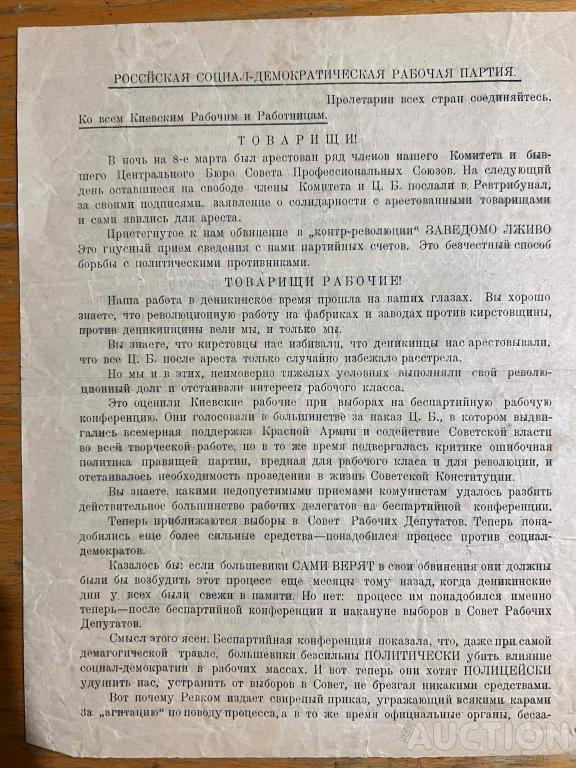 РОССЙСКАЯ СОЦИАЛ-ДЕМОКРАТИЧЕСКАЯ РАБОЧАЯ ПАРТИЯ.
Пролетарии всех стран соединяйтесь.
Ко всем Киевским Рабочим и Работницам.
ТОВАРИЩИ!
В ночь на 8-е марта был арестован ряд членов нашего Комитета и быв-
шего Центрального Бюро Совета Профессиональных Союзов. На следующий
день оставшиеся на свободе члены Комитета и Ц. Б. послали в Ревтрибунал,
за своими подписями, заявление о солидарности с арестованными товарищами
и сами явились для ареста.
Приетегнутое к нам обвинение в „контр-революции“ ЗАВЕДОМО ЛЖИВО
Это гнусный прием сведения с нами партийных счетов. Это безчестный способ
борьбы с политическими противниками.
ТОВАРИЩИ РАБОЧИЕ!
Наша работа в деникинское время прошла на ваших глазах. Вы хорошо
знаете, что революционную работу на фабриках и заводах против кирстовщины,
против деникинщины вели мы, и только мы.
Вы знаете, что кирстовцы нас избивали, что деникинцы нас арестовывали,
что все Ц. Б. после ареста только случайно избежало расстрела.
Но мы и в этих, неимоверно тяжелых условиях выполняли свой револю-
ционный долг и отстаивали интересы рабочего класса.
Это оценили Киевские рабочие при выборах на беспартийную рабочую
конференцию. Они голосовали в большинстве за наказ Ц. Б., в котором выдви-
гались всемерная поддержка Красной Армии и содействие Советской власти
во всей творческой работе, но в то же время подвергалась критике ошибочная
политика правящей партии, вредная для рабочего класа и для революции, и
отстаивалось необходимость проведения в жизнь Советской Конституции.
Вы знаете, какими недопустимыми приемами комунистам удалось разбить
действительное большинство рабочих делегатов на беспартийной конференции.
Теперь приближаются выборы в Совет Рабочих Депутатов. Теперь пона-
добились еще более сильные средства—понадобился процесс против социал-
демократов.
Казалось бы: если большевики САМИ ВЕРЯТ в свои обвинения они должны
были бы возбудить этот процесс еще месяцы тому назад, когда деникинские
дни у всех были свежи в памяти. Но нет: процесс им понадобился именно
теперь—после беспартийной конференции и накануне выборов в Совет Рабочих
Депутатов.
Смысл этого ясен. Беспартийная конференция показала, что, даже при самой
демагогической травле, большевики безсильны ПОЛИТИЧЕСКИ убить влияние
социал-демократии в рабочих массах. И вот теперь они хотят ПОЛИЦЕЙСКИ
удушить нас, устранить от выборов в Совет, не брезгая никакими средствами.
Вот почему Ревком издает свирепый приказ, угражающий всякими карами
За „агитацию“ по поводу процесса, а в то же время официальные органы, беза-
AUCTION